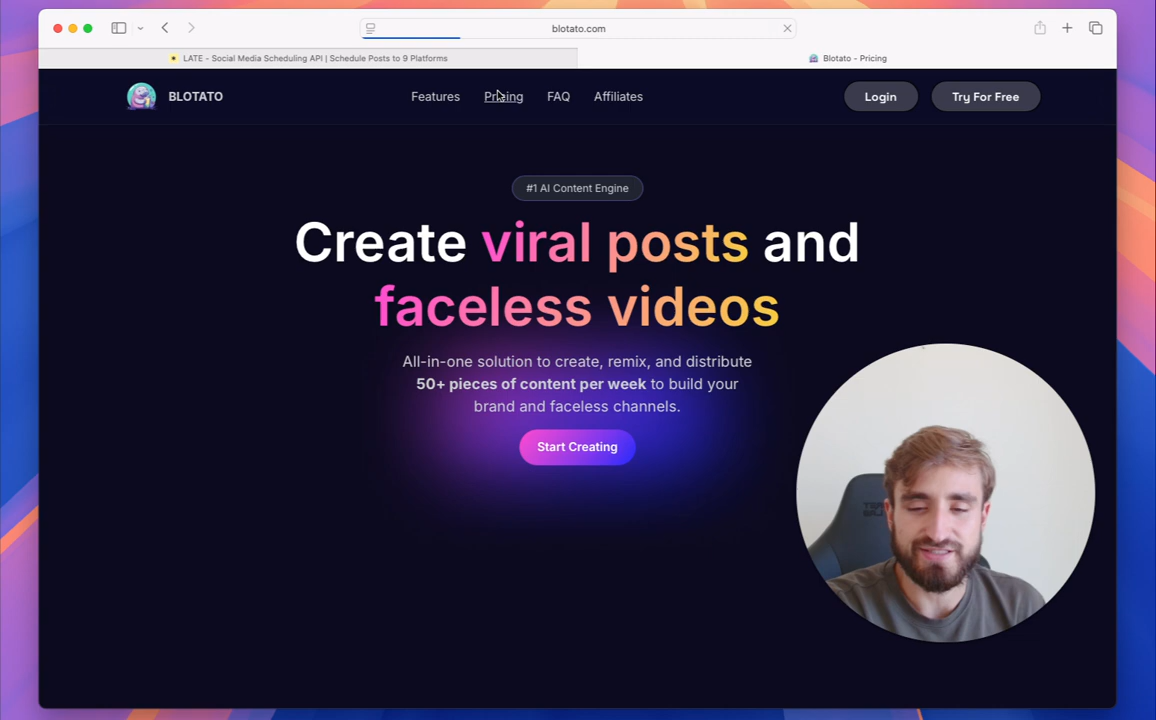 blotato.com
LATE - Social Media Scheduling API | Schedule Posts to 9 Platforms
Blotato - Pricing
BLOTATO
Features
Pricing
FAQ
Affiliates
Login
Try For Free
#1 AI Content Engine
Create viral posts and
faceless videos
All-in-one solution to create, remix, and distribute
50+ pieces of content per week to build your
brand and faceless channels.
Start Creating